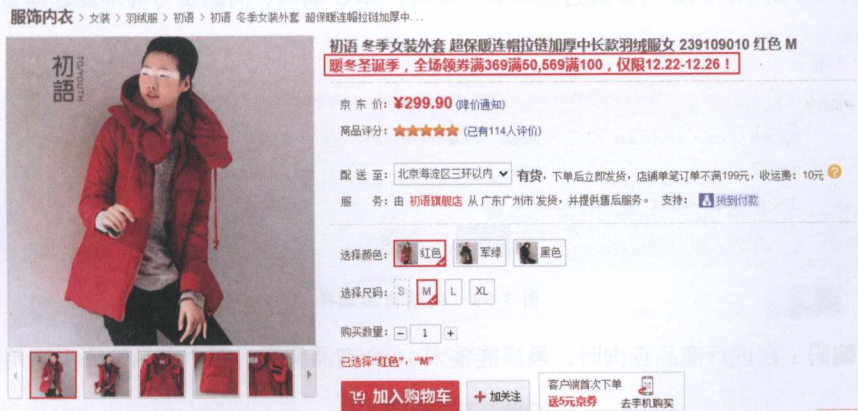 服饰内衣 > 女装 > 羽绒服 > 初语 > 初语 冬季女装外套 超保暖连帽拉链加厚中...
初語
TOYOUTH
初语 冬季女装外套 超保暖连帽拉链加厚中长款羽绒服女 239109010 红色 M
暖冬圣诞季，全场领券满369满50,569满100，仅限12.22-12.26！
京东价：¥299.90 (降价通知)
商品评分：(已有114人评价)
配送至：北京海淀区三环以内 有货，下单后立即发货，店铺单笔订单不满199元，收运费：10元 ?
服务：由 初语旗舰店 从 广东广州市 发货，并提供售后服务。 支持：货到付款
选择颜色：红色 军绿 黑色
选择尺码：S M L XL
购买数量：- 1 +
已选择“红色”，“M”
加入购物车 +加关注 客户端首次下单
送5元京券 去手机购买